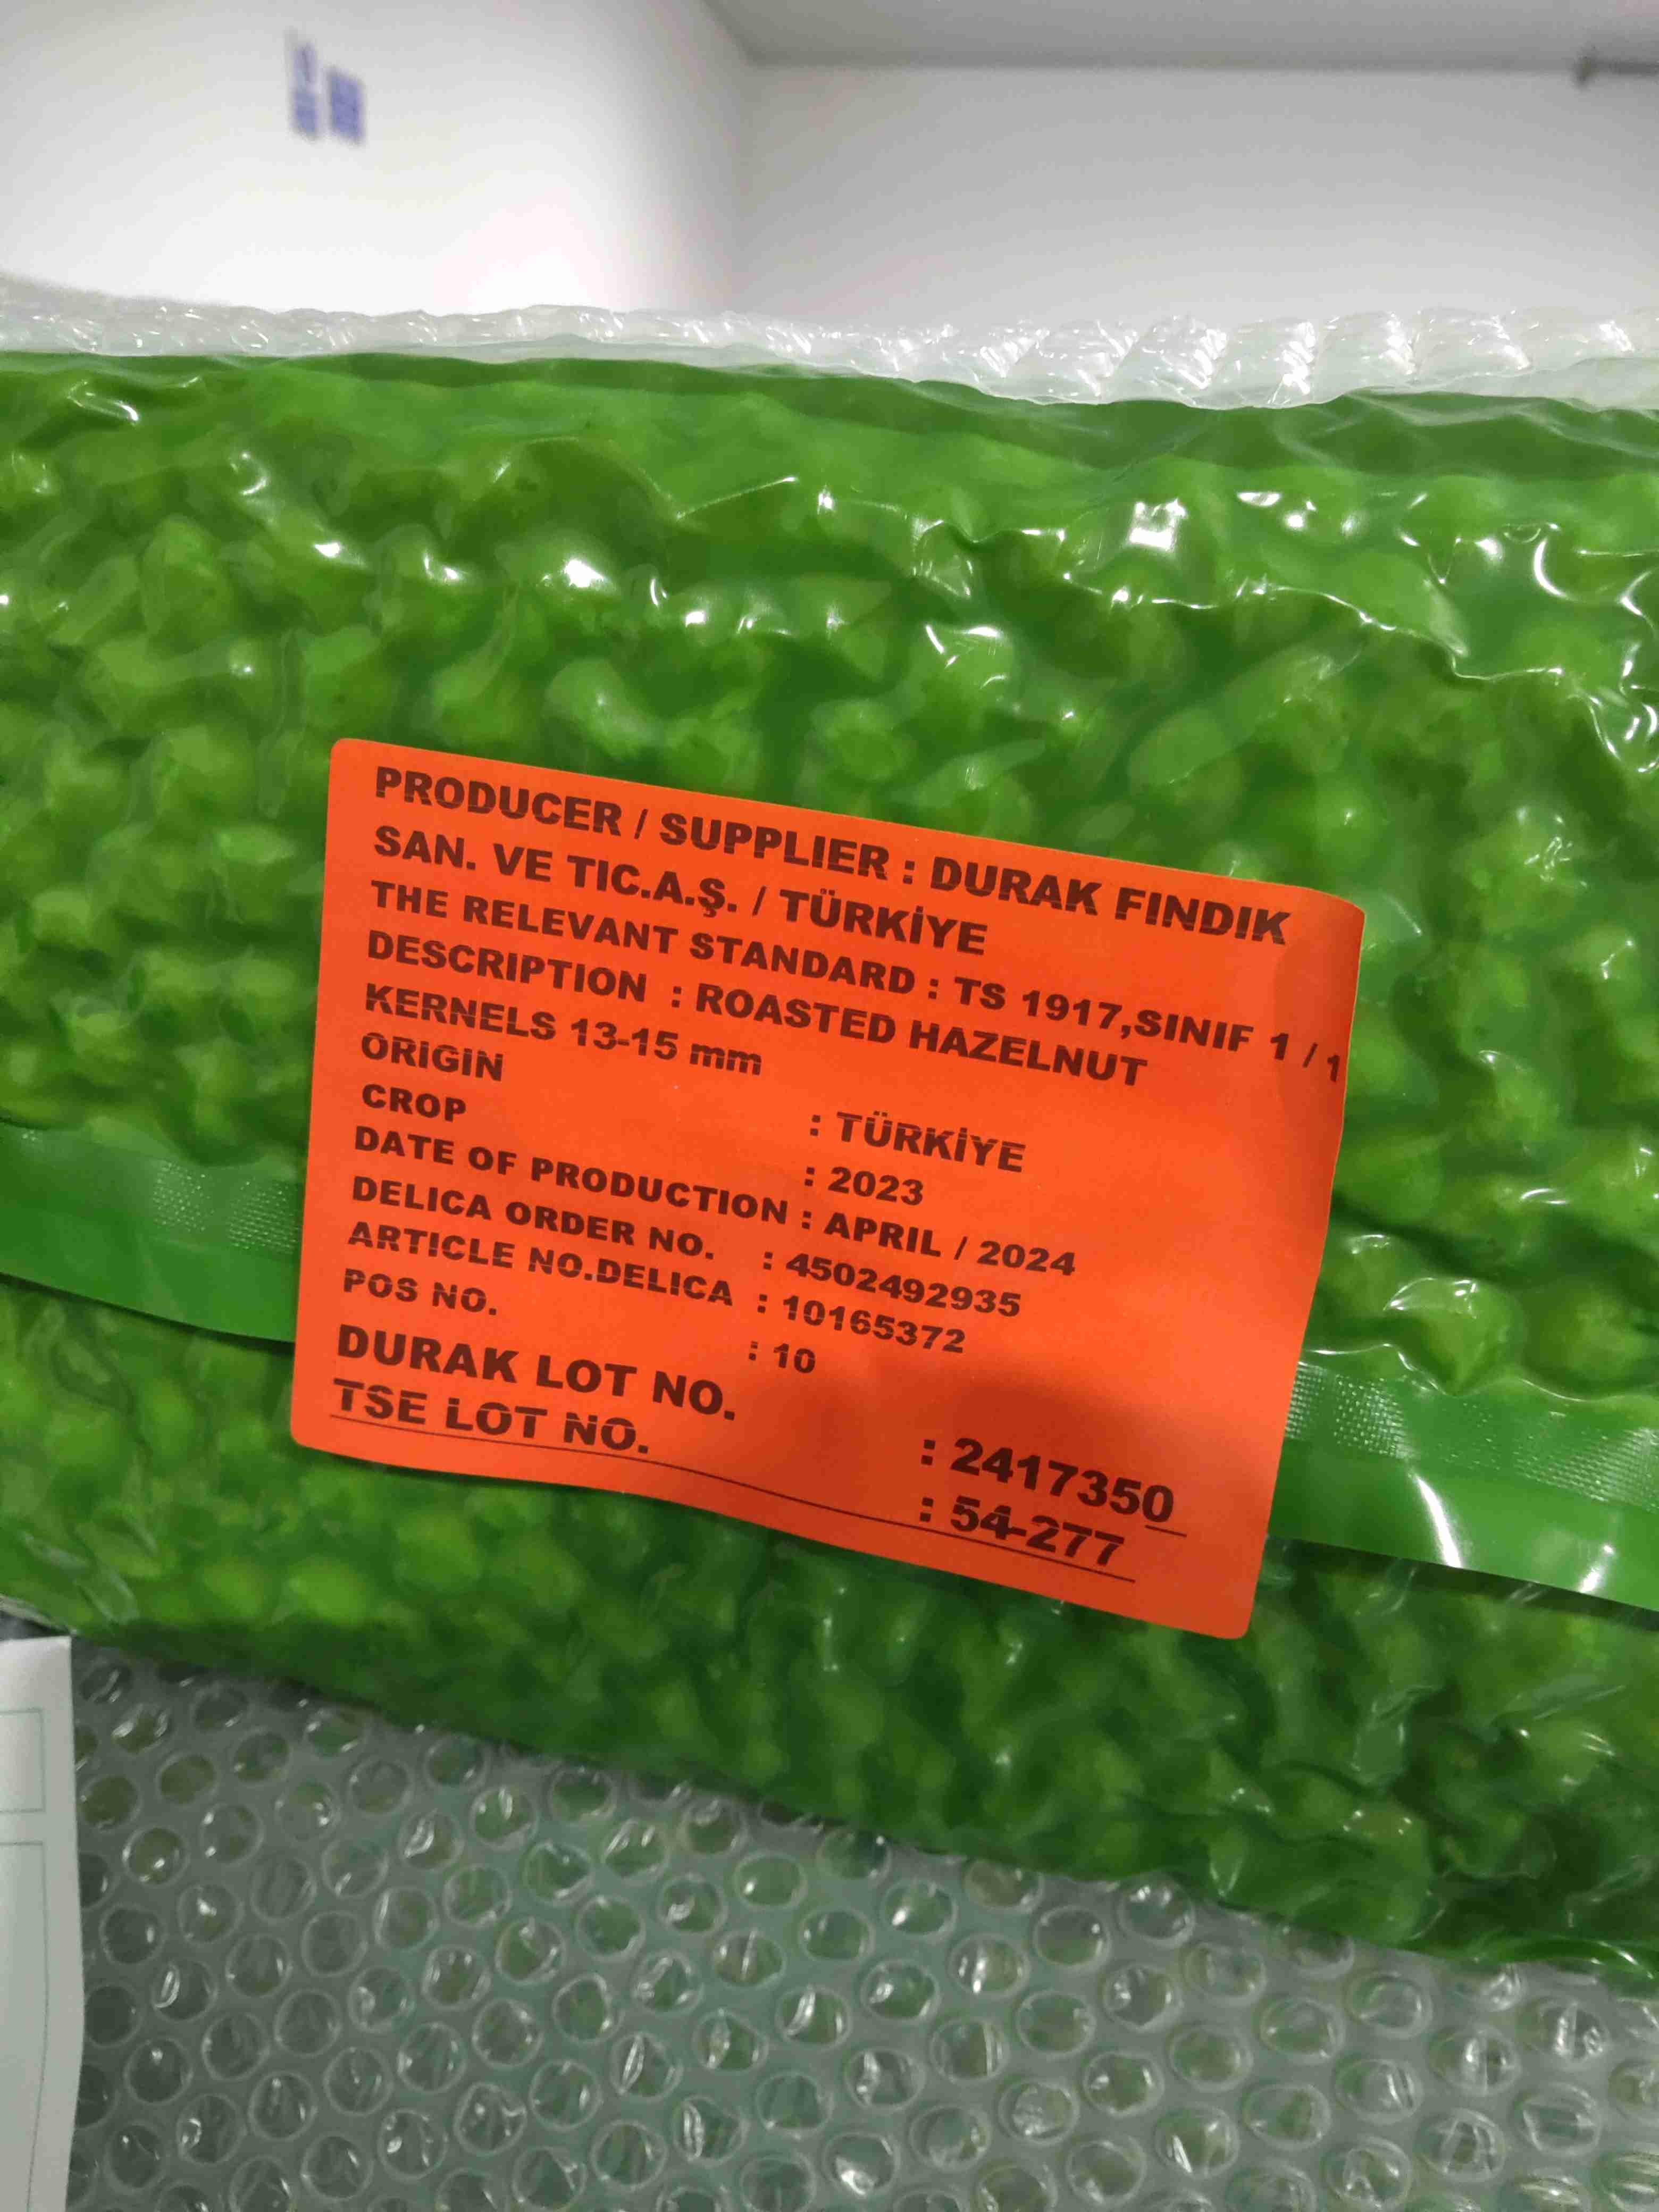 PRODUCER / SUPPLIER : DURAK FINDIK
SAN. VE TIC.A.Ş. / TÜRKİYE
THE RELEVANT STANDARD : TS 1917,SINIF 1 / 1
DESCRIPTION : ROASTED HAZELNUT
KERNELS 13-15 mm
ORIGIN : TÜRKİYE
CROP : 2023
DATE OF PRODUCTION : APRIL / 2024
DELICA ORDER NO. : 4502492935
ARTICLE NO.DELICA : 10165372
POS NO. : 10
DURAK LOT NO. : 2417350
TSE LOT NO. : 54-277